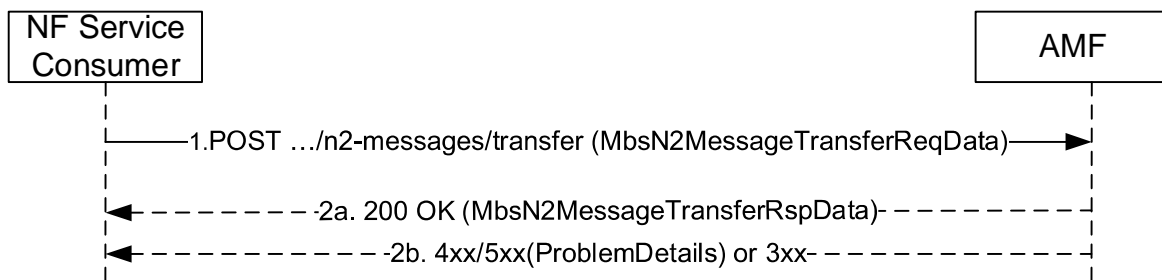 NF Service
Consumer
AMF
1.POST …/n2-messages/transfer (MbsN2MessageTransferReqData)
2a. 200 OK (MbsN2MessageTransferRspData)
2b. 4xx/5xx(ProblemDetails) or 3xx